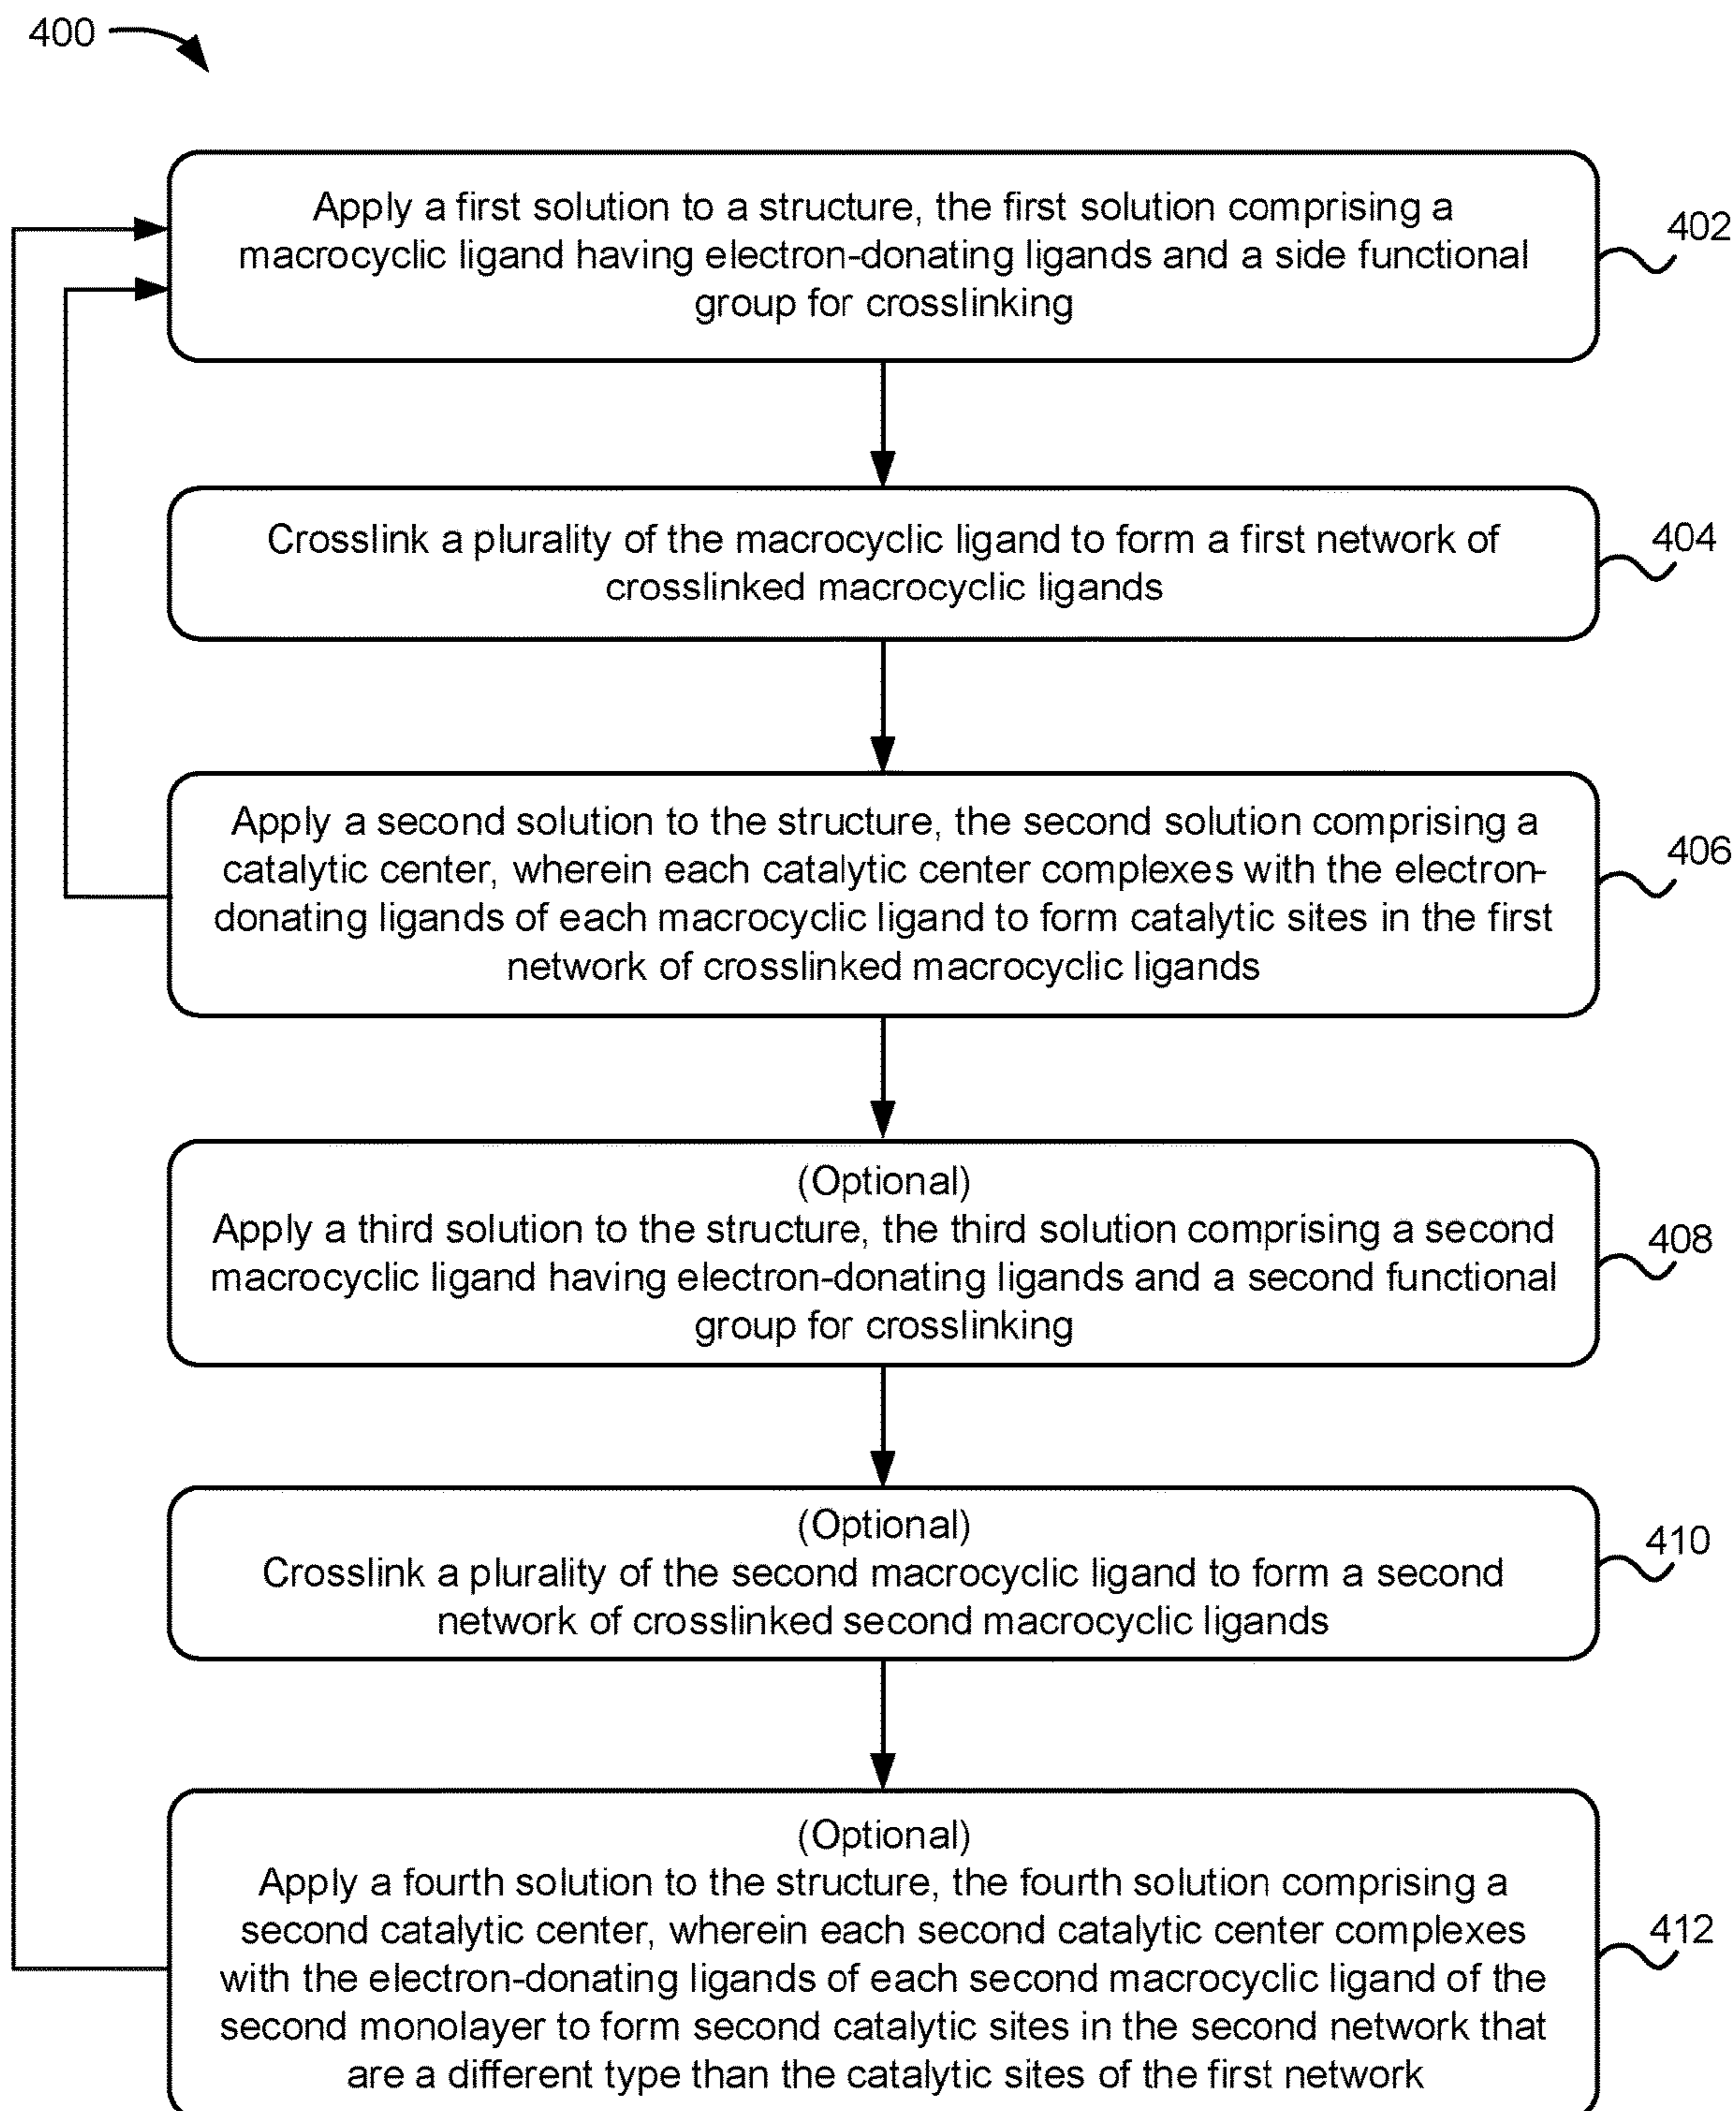 400
Apply a first solution to a structure, the first solution comprising a
macrocyclic ligand having electron-donating ligands and a side functional
group for crosslinking
402
Crosslink a plurality of the macrocyclic ligand to form a first network of
crosslinked macrocyclic ligands
404
Apply a second solution to the structure, the second solution comprising a
catalytic center, wherein each catalytic center complexes with the electron-
donating ligands of each macrocyclic ligand to form catalytic sites in the first
network of crosslinked macrocyclic ligands
406
(Optional)
Apply a third solution to the structure, the third solution comprising a second
macrocyclic ligand having electron-donating ligands and a second functional
group for crosslinking
408
(Optional)
Crosslink a plurality of the second macrocyclic ligand to form a second
network of crosslinked second macrocyclic ligands
410
(Optional)
Apply a fourth solution to the structure, the fourth solution comprising a
second catalytic center, wherein each second catalytic center complexes
with the electron-donating ligands of each second macrocyclic ligand of the
second monolayer to form second catalytic sites in the second network that
are a different type than the catalytic sites of the first network
412